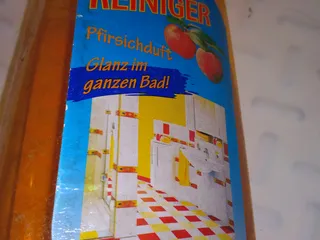 REINIGER
Pfirsichduft
Glanz im
ganzen Bad!